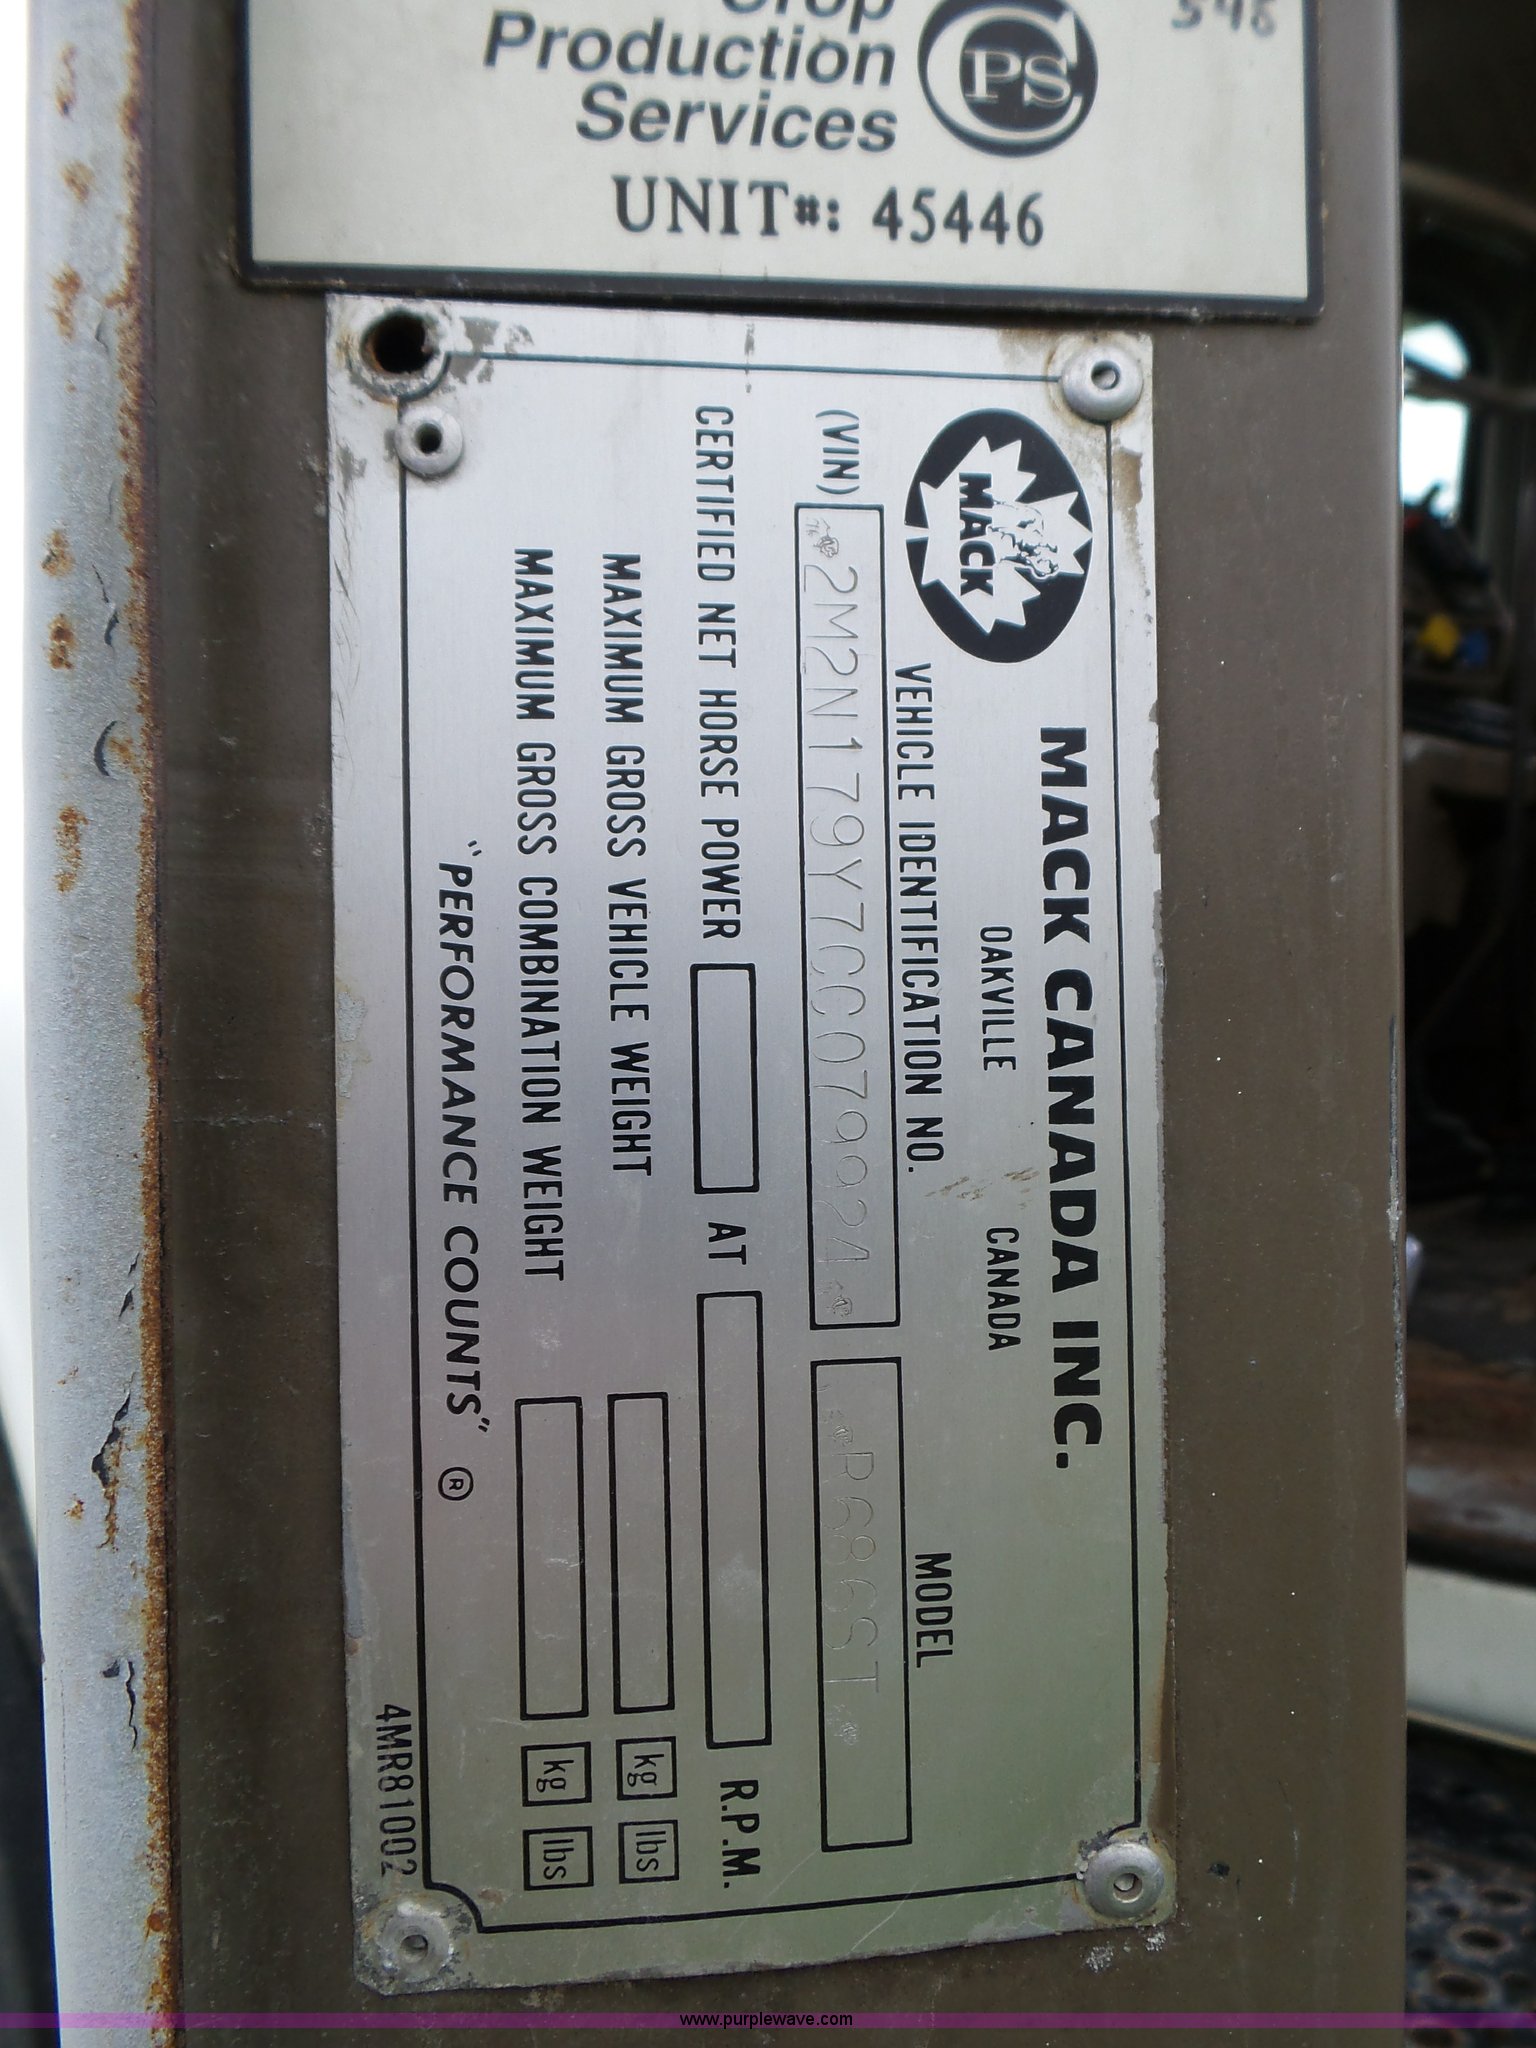 Crop
Production
Services
CPS
UNIT#: 45446
MACK
MACK CANADA INC.
OAKVILLE CANADA
VEHICLE IDENTIFICATION NO.
MODEL
(VIN) 2M2N179Y7CC079924
R686ST
CERTIFIED NET HORSE POWER AT R.P.M.
MAXIMUM GROSS VEHICLE WEIGHT kg lbs
MAXIMUM GROSS COMBINATION WEIGHT kg lbs
"PERFORMANCE COUNTS" ®
4MR81002
www.purplewave.com